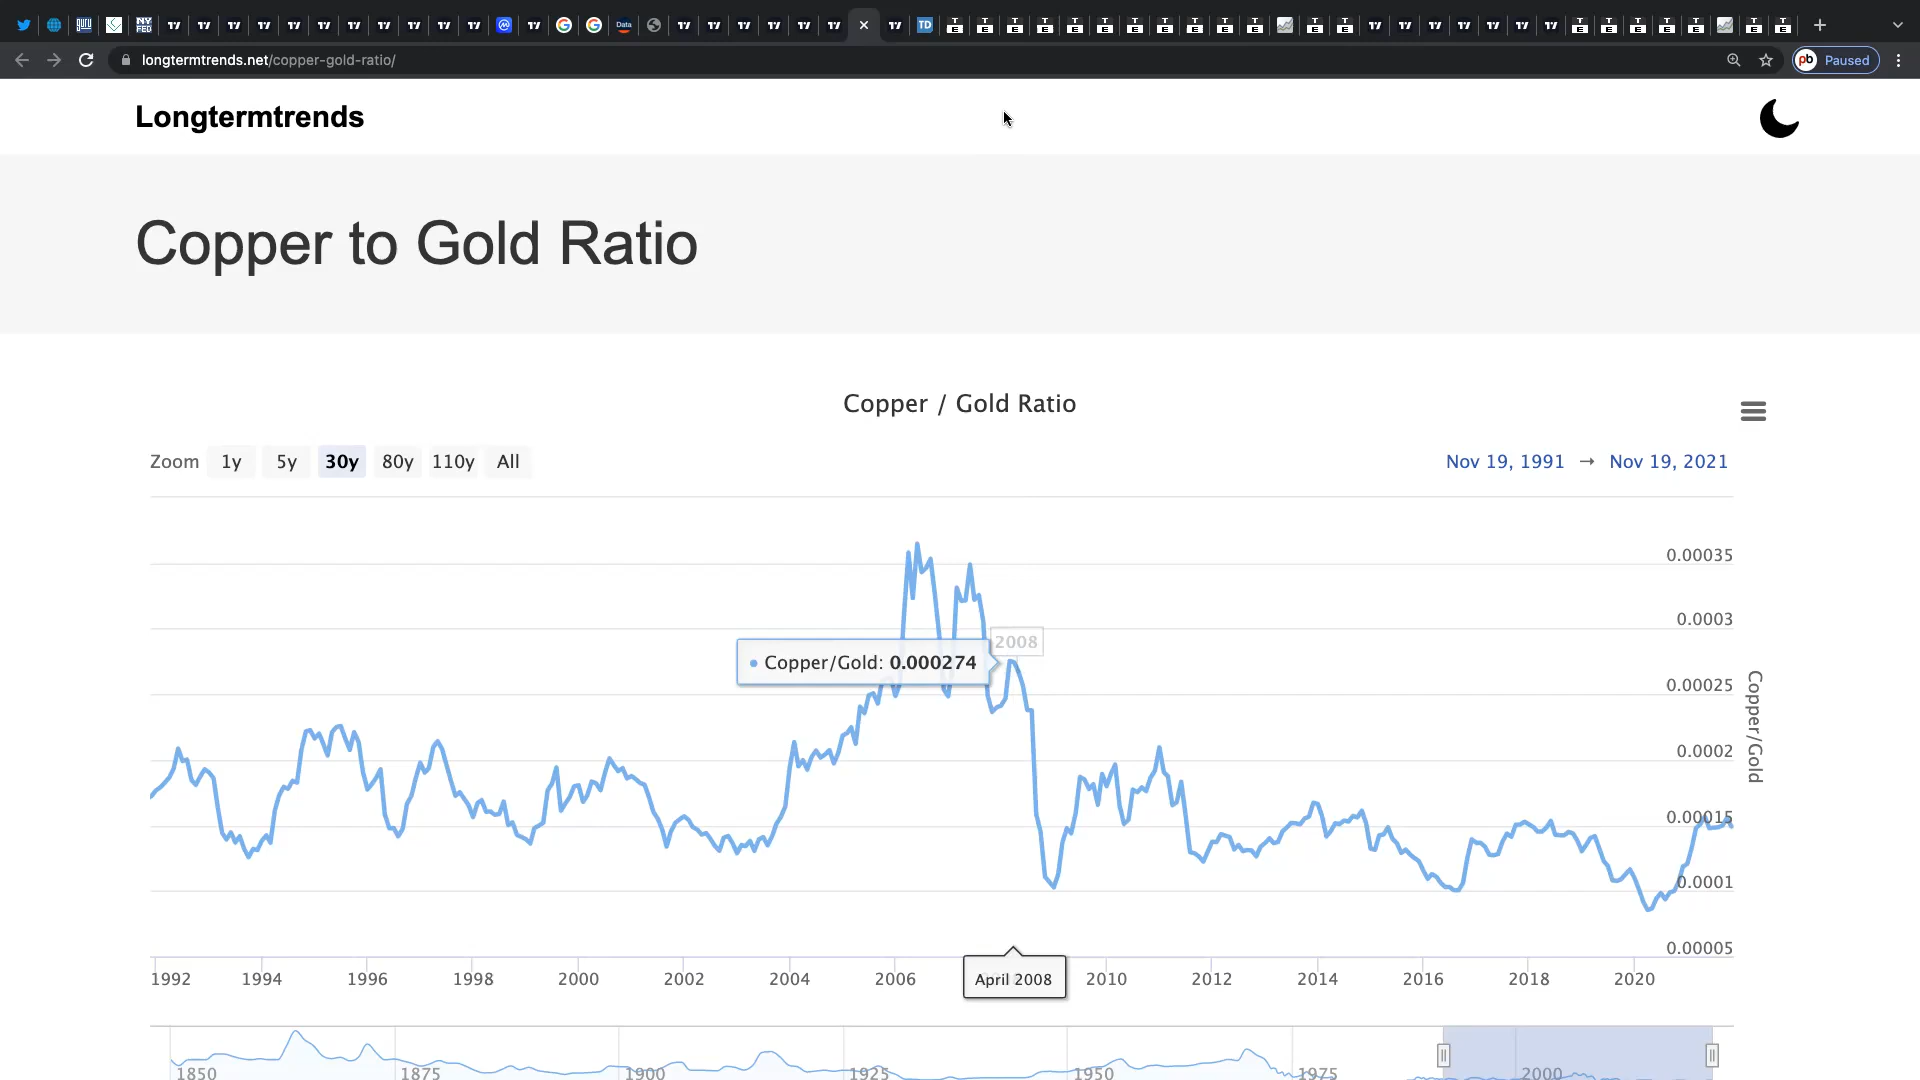 longtermtrends.net/copper-gold-ratio/
Paused
Longtermtrends
Copper to Gold Ratio
Copper / Gold Ratio
Zoom 1y 5y 30y 80y 110y All
Nov 19, 1991 → Nov 19, 2021
0.00035
0.0003
2008
Copper/Gold: 0.000274
0.00025
0.0002
Copper/Gold
0.00015
0.0001
0.00005
1992 1994 1996 1998 2000 2002 2004 2006 April 2008 2010 2012 2014 2016 2018 2020
1850 1875 1900 1925 1950 1975 2000